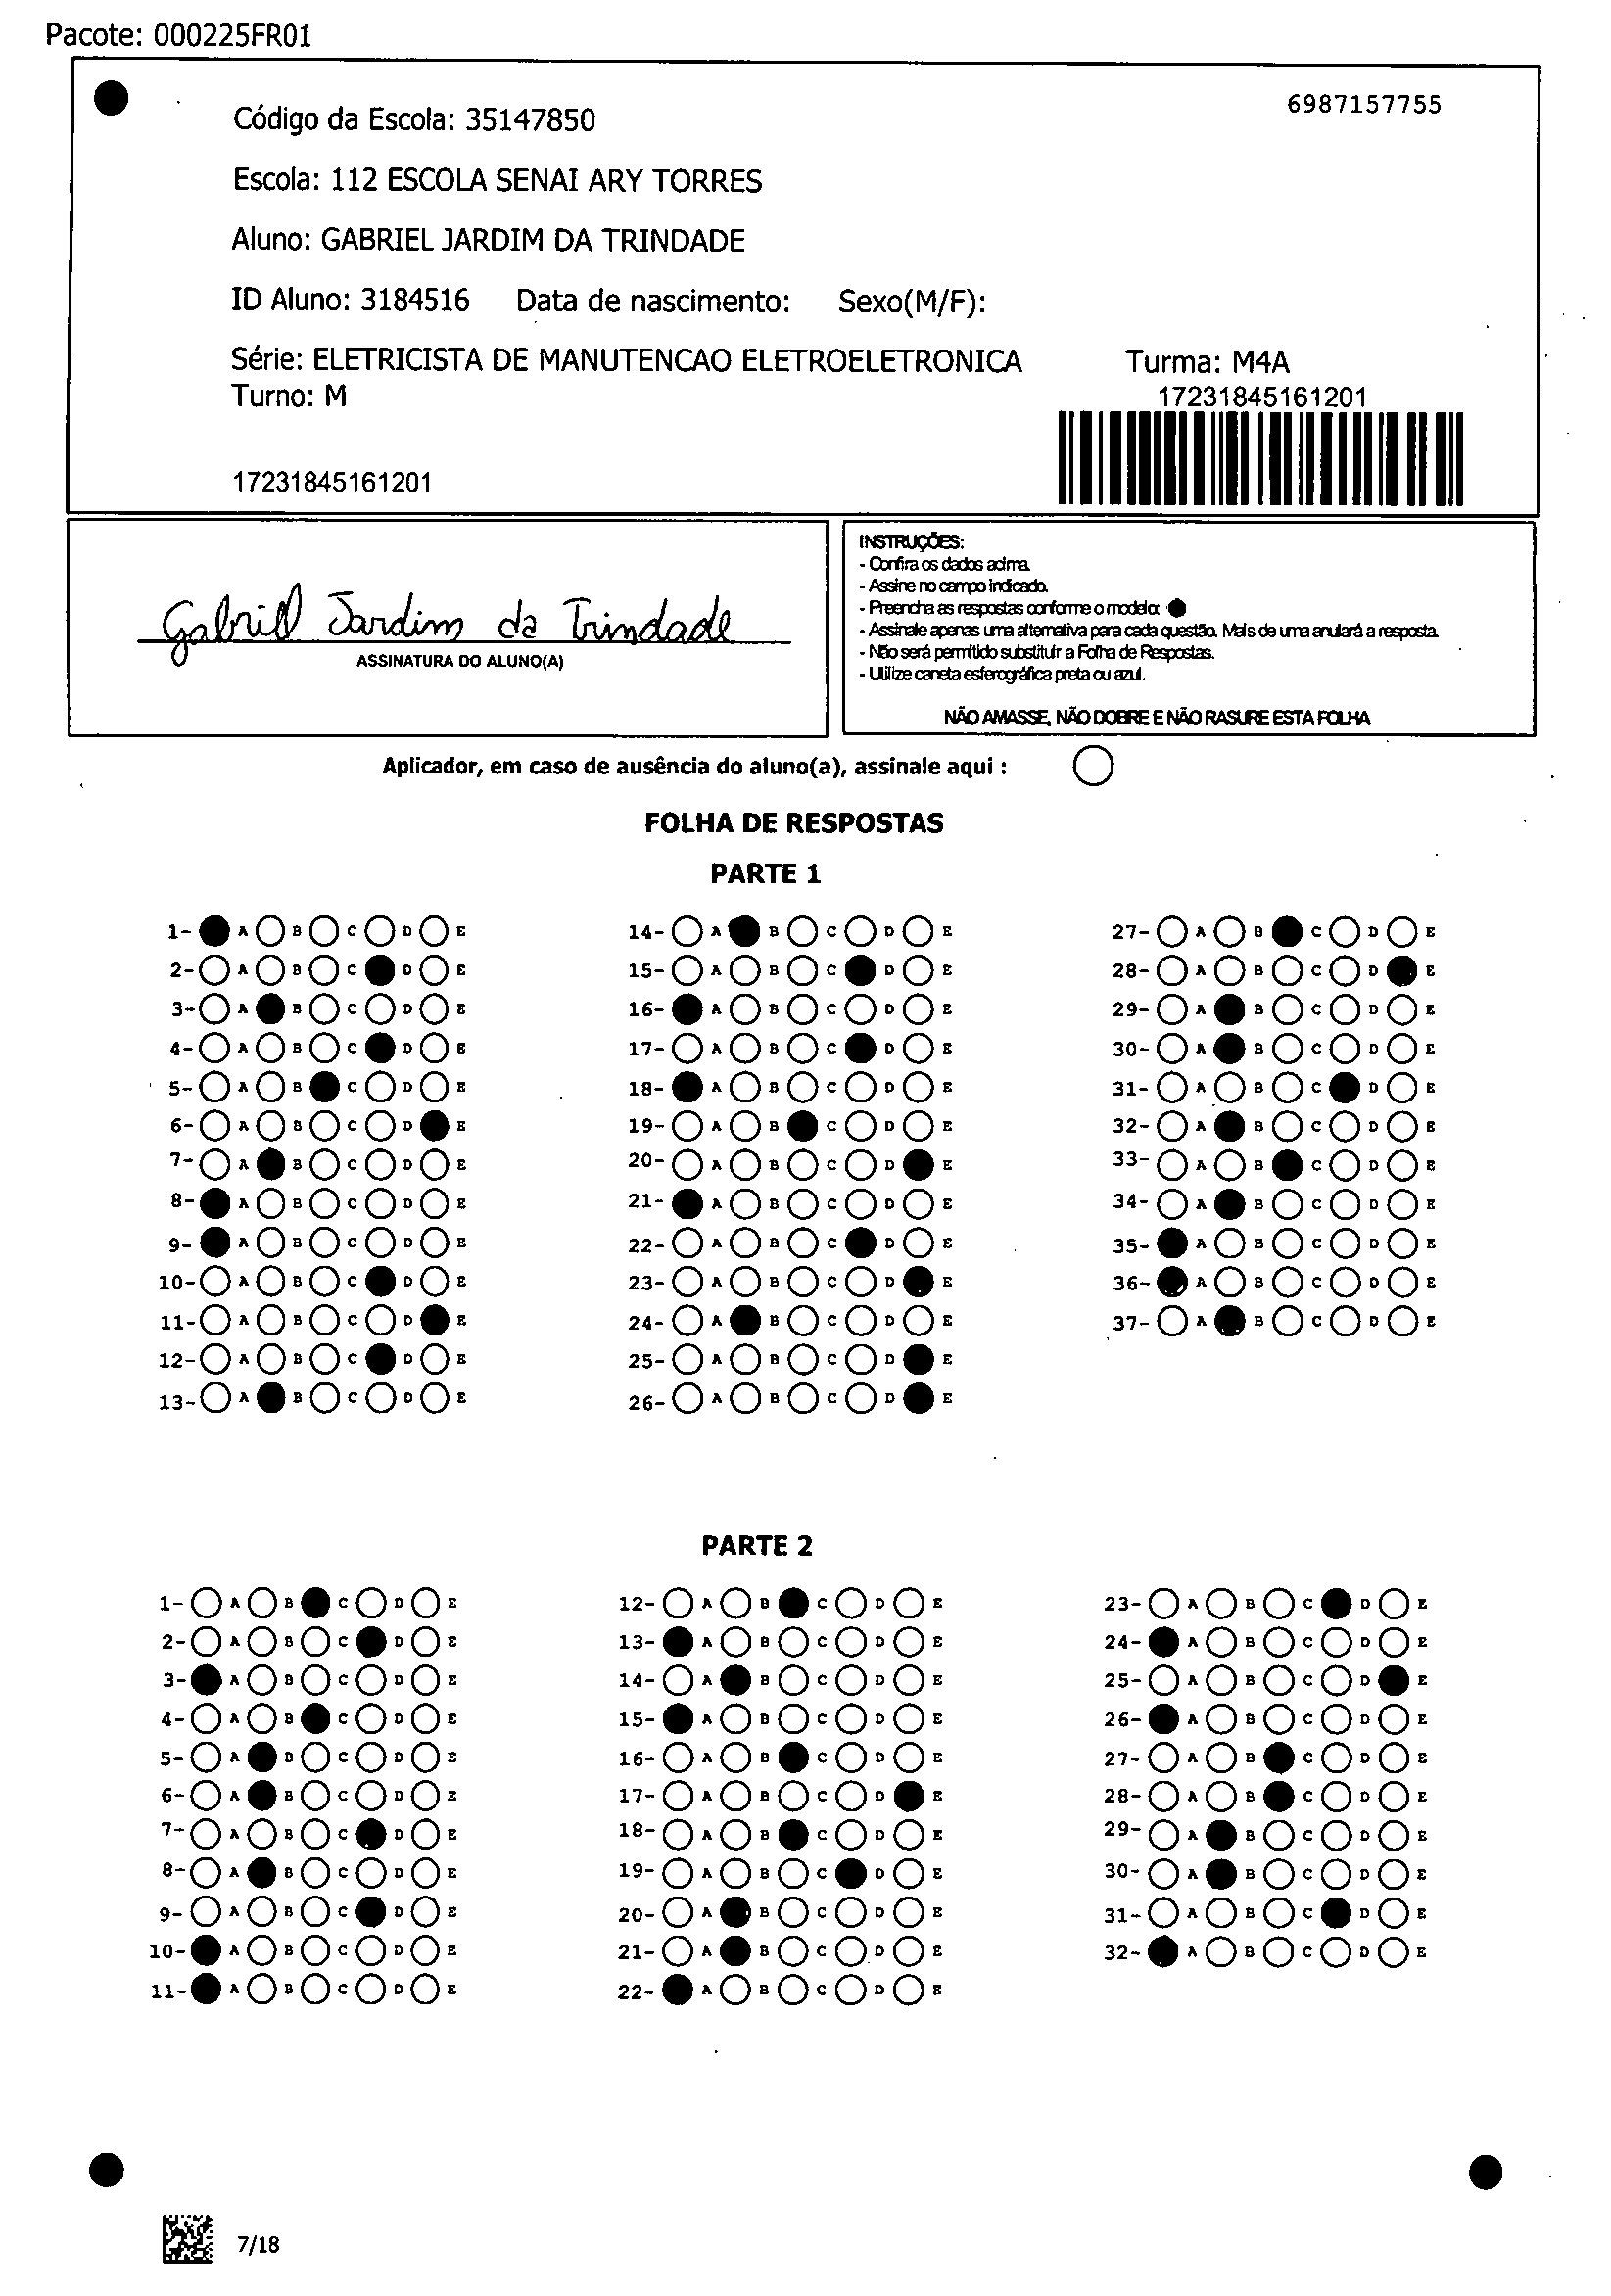 Pacote: 000225FR01
Código da Escola: 35147850
6987157755
Escola: 112 ESCOLA SENAI ARY TORRES
Aluno: GABRIEL JARDIM DA TRINDADE
ID Aluno: 3184516 Data de nascimento: Sexo(M/F):
Série: ELETRICISTA DE MANUTENCAO ELETROELETRONICA Turma: M4A
Turno: M
17231845161201
17231845161201
Gabriel Jardim da Trindade
ASSINATURA DO ALUNO(A)
INSTRUÇÕES:
- Confira os dados acima.
- Assine no campo indicado.
- Preencha as respostas conforme o modelo:
- Assinale apenas uma alternativa para cada questão. Mais de uma anulará a resposta.
- Não será permitido substituir a Folha de Respostas.
- Utilize caneta esferográfica preta ou azul.
NÃO AMASSE, NÃO DOBRE E NÃO RASURE ESTA FOLHA
Aplicador, em caso de ausência do aluno(a), assinale aqui :
FOLHA DE RESPOSTAS
PARTE 1
1- A B C D E
2- A B C D E
3- A B C D E
4- A B C D E
5- A B C D E
6- A B C D E
7- A B C D E
8- A B C D E
9- A B C D E
10- A B C D E
11- A B C D E
12- A B C D E
13- A B C D E
14- A B C D E
15- A B C D E
16- A B C D E
17- A B C D E
18- A B C D E
19- A B C D E
20- A B C D E
21- A B C D E
22- A B C D E
23- A B C D E
24- A B C D E
25- A B C D E
26- A B C D E
27- A B C D E
28- A B C D E
29- A B C D E
30- A B C D E
31- A B C D E
32- A B C D E
33- A B C D E
34- A B C D E
35- A B C D E
36- A B C D E
37- A B C D E
PARTE 2
1- A B C D E
2- A B C D E
3- A B C D E
4- A B C D E
5- A B C D E
6- A B C D E
7- A B C D E
8- A B C D E
9- A B C D E
10- A B C D E
11- A B C D E
12- A B C D E
13- A B C D E
14- A B C D E
15- A B C D E
16- A B C D E
17- A B C D E
18- A B C D E
19- A B C D E
20- A B C D E
21- A B C D E
22- A B C D E
23- A B C D E
24- A B C D E
25- A B C D E
26- A B C D E
27- A B C D E
28- A B C D E
29- A B C D E
30- A B C D E
31- A B C D E
32- A B C D E
7/18